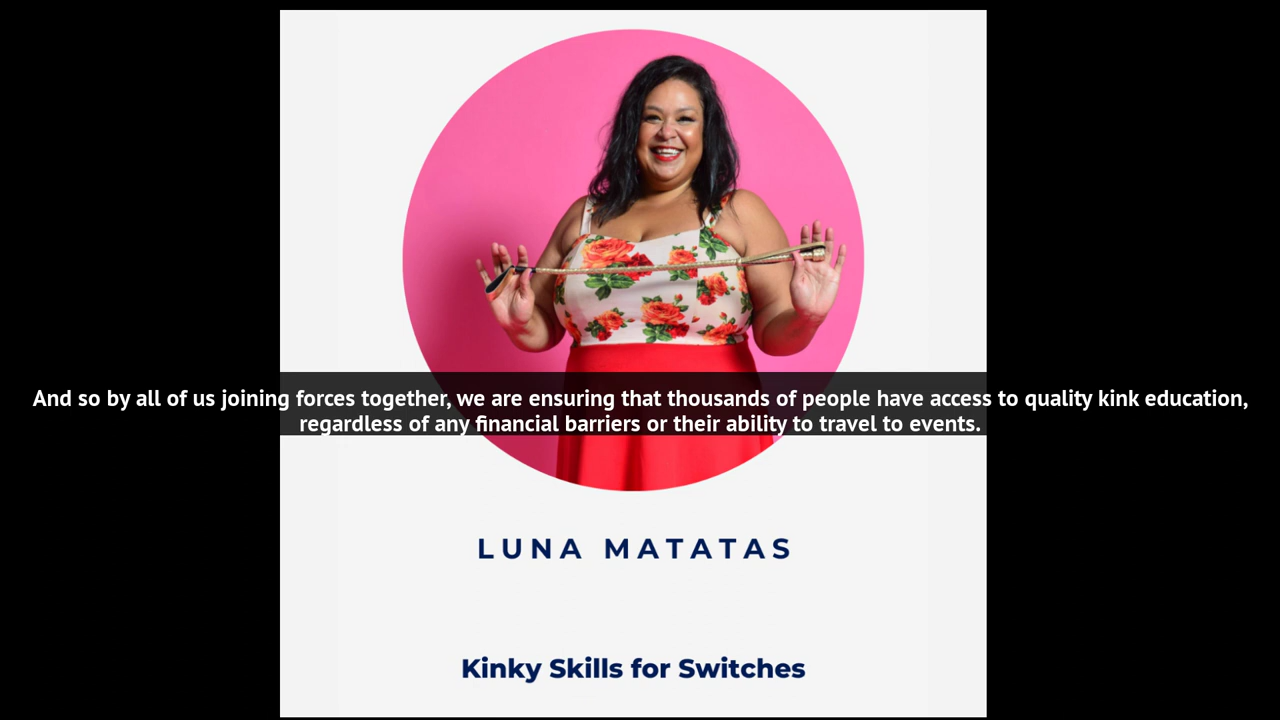 And so by all of us joining forces together, we are ensuring that thousands of people have access to quality kink education,
regardless of any financial barriers or their ability to travel to events.
LUNA MATATAS
Kinky Skills for Switches